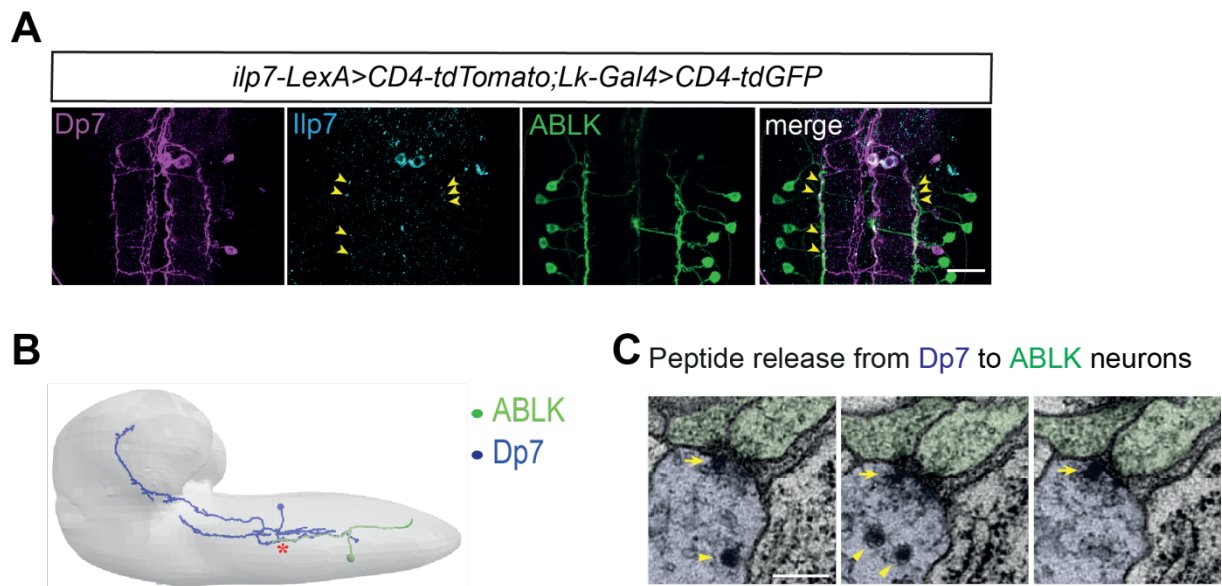 A
ilp7-LexA>CD4-tdTomato;Lk-Gal4>CD4-tdGFP
Dp7
Ilp7
ABLK
merge
B
ABLK
Dp7
*
C Peptide release from Dp7 to ABLK neurons